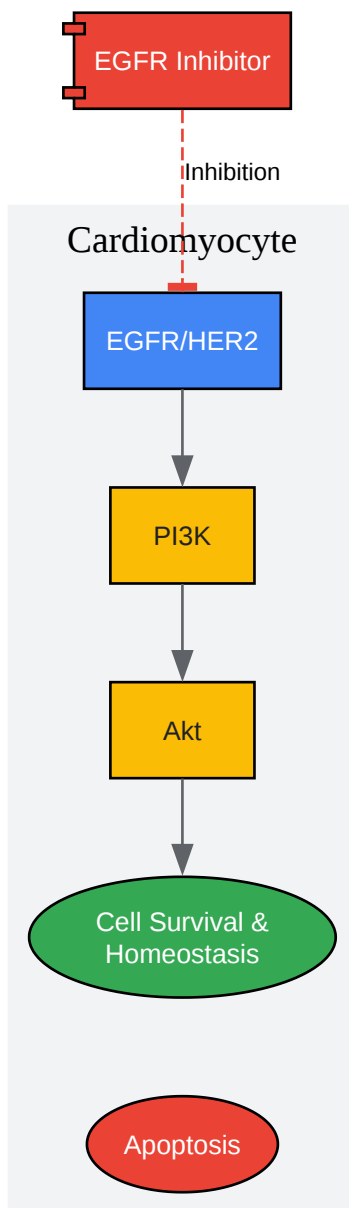 EGFR Inhibitor
Inhibition
Cardiomyocyte
EGFR/HER2
PI3K
Akt
Cell Survival &
Homeostasis
Apoptosis